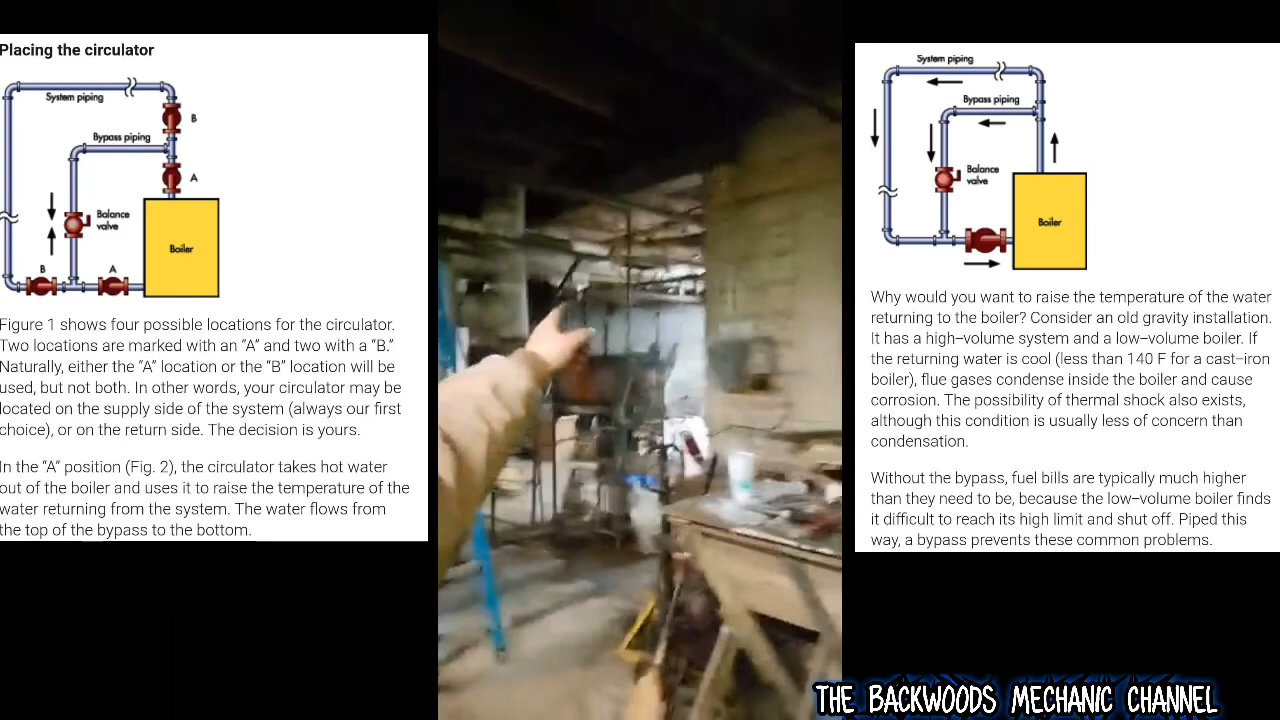 Placing the circulator
System piping
B
Bypass piping
A
Balance
valve
Boiler
B
A
Figure 1 shows four possible locations for the circulator.
Two locations are marked with an “A” and two with a “B.”
Naturally, either the “A” location or the “B” location will be
used, but not both. In other words, your circulator may be
located on the supply side of the system (always our first
choice), or on the return side. The decision is yours.
In the “A” position (Fig. 2), the circulator takes hot water
out of the boiler and uses it to raise the temperature of the
water returning from the system. The water flows from
the top of the bypass to the bottom.
System piping
Bypass piping
Balance
valve
Boiler
Why would you want to raise the temperature of the water
returning to the boiler? Consider an old gravity installation.
It has a high–volume system and a low–volume boiler. If
the returning water is cool (less than 140 F for a cast–iron
boiler), flue gases condense inside the boiler and cause
corrosion. The possibility of thermal shock also exists,
although this condition is usually less of concern than
condensation.
Without the bypass, fuel bills are typically much higher
than they need to be, because the low–volume boiler finds
it difficult to reach its high limit and shut off. Piped this
way, a bypass prevents these common problems.
THE BACKWOODS MECHANIC CHANNEL